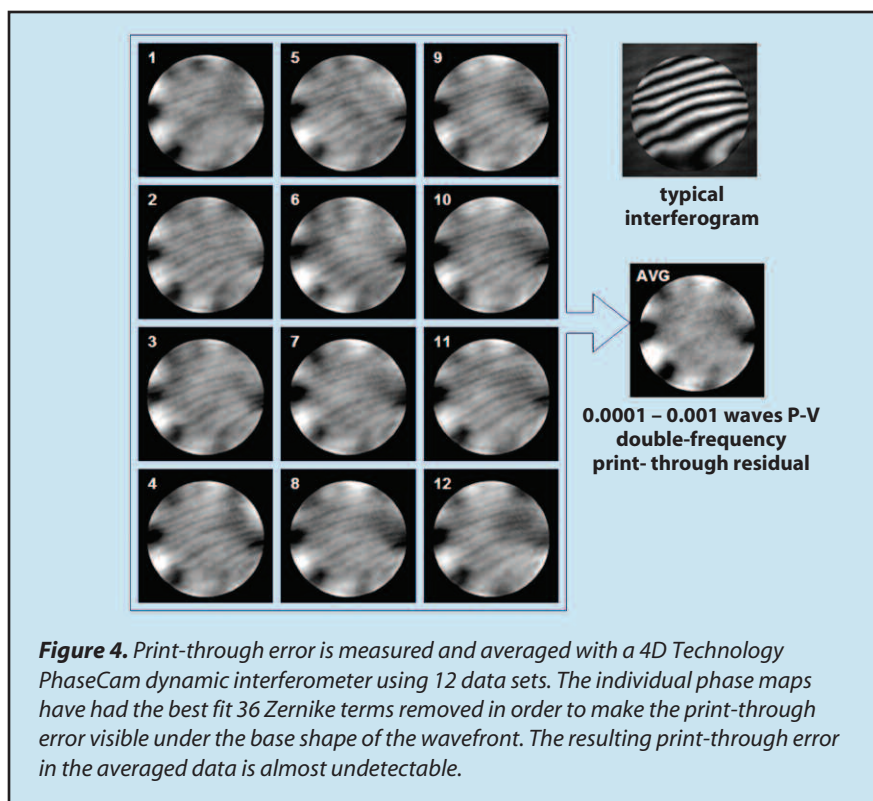 1
5
9
2
6
10
3
7
11
4
8
12
typical
interferogram
AVG
0.0001 – 0.001 waves P-V
double-frequency
print- through residual
Figure 4. Print-through error is measured and averaged with a 4D Technology
PhaseCam dynamic interferometer using 12 data sets. The individual phase maps
have had the best fit 36 Zernike terms removed in order to make the print-through
error visible under the base shape of the wavefront. The resulting print-through error
in the averaged data is almost undetectable.